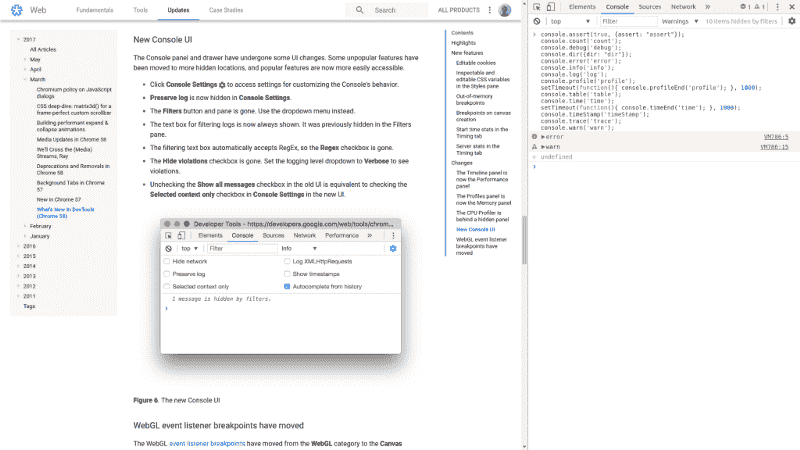 Web
Fundamentals
Tools
Updates
Case Studies
Search
ALL PRODUCTS
2017
All Articles
May
April
March
Chromium policy on JavaScript
dialogs
CSS deep-dive: matrix3d() for a
frame-perfect custom scrollbar
Building performant expand &
collapse animations
Media Updates in Chrome 58
We'll Cross the (Media)
Streams, Ray
Deprecations and Removals in
Chrome 58
Background Tabs in Chrome
57
New in Chrome 57
What's New In DevTools
(Chrome 58)
February
January
2016
2015
2014
2013
2012
2011
Tags
New Console UI
The Console panel and drawer have undergone some UI changes. Some unpopular features have
been moved to more hidden locations, and popular features are now more easily accessible.
• Click Console Settings to access settings for customizing the Console's behavior.
• Preserve log is now hidden in Console Settings.
• The Filters button and pane is gone. Use the dropdown menu instead.
• The text box for filtering logs is now always shown. It was previously hidden in the Filters
pane.
• The filtering text box automatically accepts RegEx, so the Regex checkbox is gone.
• The Hide violations checkbox is gone. Set the logging level dropdown to Verbose to see
violations.
• Unchecking the Show all messages checkbox in the old UI is equivalent to checking the
Selected context only checkbox in Console Settings in the new UI.
Developer Tools - https://developers.google.com/web/tools/chrom...
Elements
Console
Sources
Network
Performance
»
top ▼
Filter
Info ▼
Hide network
Log XMLHttpRequests
Preserve log
Show timestamps
Selected context only
Autocomplete from history
1 message is hidden by filters.
Figure 6. The new Console UI
WebGL event listener breakpoints have moved
The WebGL event listener breakpoints have moved from the WebGL category to the Canvas
Contents
Highlights
New features
Editable cookies
Inspectable and
editable CSS variables
in the Styles pane
Out-of-memory
breakpoints
Breakpoints on canvas
creation
Start time stats in the
Timing tab
Server stats in the
Timing tab
Changes
The Timeline panel is
now the Performance
panel
The Profiles panel is
now the Memory panel
The CPU Profiler is
behind a hidden panel
New Console UI
WebGL event listener
breakpoints have
moved
Elements
Console
Sources
Network
»
1
1
top ▼
Filter
Warnings ▼
10 items hidden by filters
console.assert(true, {assert: "assert"});
console.count('count');
console.debug('debug');
console.dir({dir: "dir"});
console.error('error');
console.info('info');
console.log('log');
console.profile('profile');
setTimeout(function(){ console.profileEnd('profile'); }, 1000);
console.table('table');
console.time('time');
setTimeout(function(){ console.timeEnd('time'); }, 1000);
console.timeStamp('timeStamp');
console.trace('trace');
console.warn('warn');
▶error
VM786:5
▶warn
VM786:15
undefined